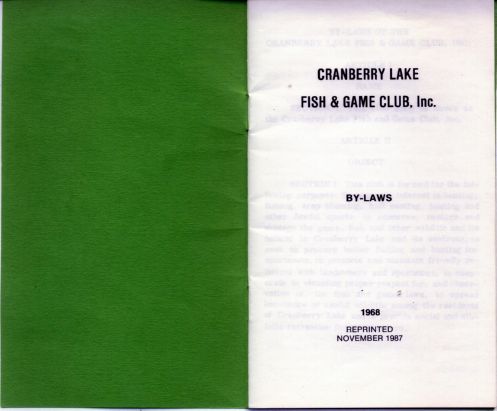 CRANBERRY LAKE
FISH & GAME CLUB, Inc.
BY-LAWS
1968
REPRINTED
NOVEMBER 1987